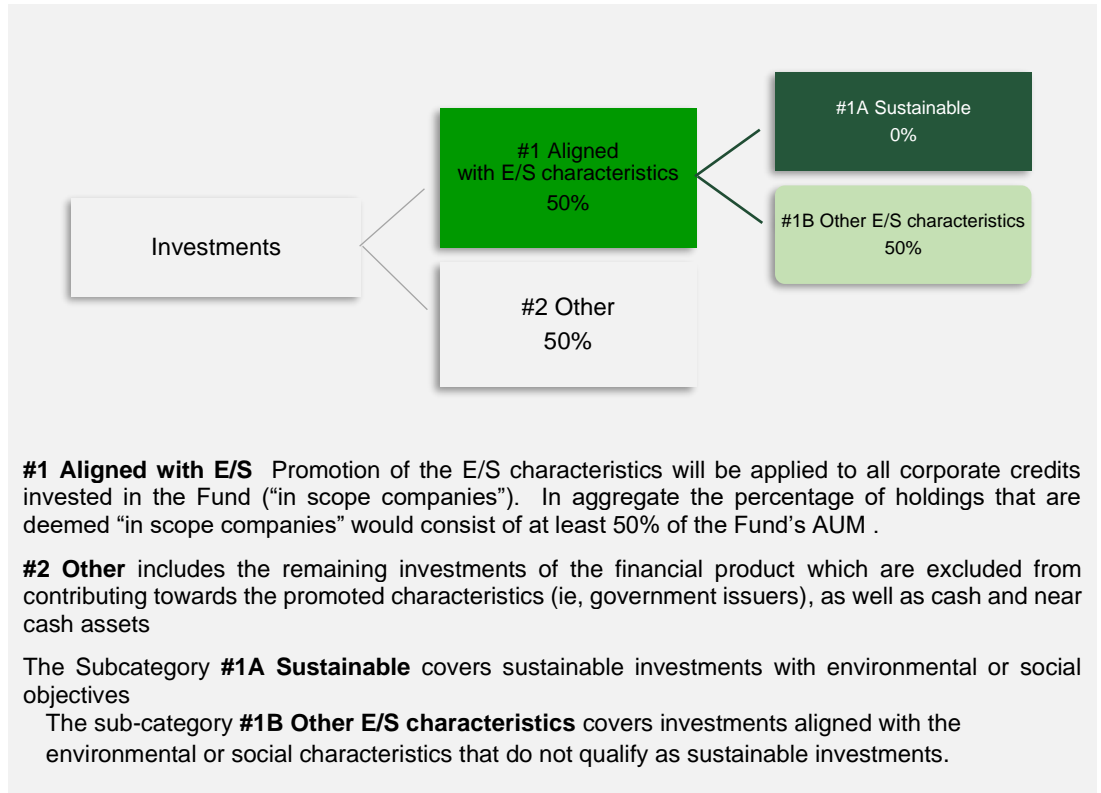 #1A Sustainable
0%
#1 Aligned
with E/S characteristics
50%
#1B Other E/S characteristics
50%
Investments
#2 Other
50%
#1 Aligned with E/S Promotion of the E/S characteristics will be applied to all corporate credits
invested in the Fund (“in scope companies”). In aggregate the percentage of holdings that are
deemed “in scope companies” would consist of at least 50% of the Fund’s AUM .
#2 Other includes the remaining investments of the financial product which are excluded from
contributing towards the promoted characteristics (ie, government issuers), as well as cash and near
cash assets
The Subcategory #1A Sustainable covers sustainable investments with environmental or social
objectives
The sub-category #1B Other E/S characteristics covers investments aligned with the
environmental or social characteristics that do not qualify as sustainable investments.